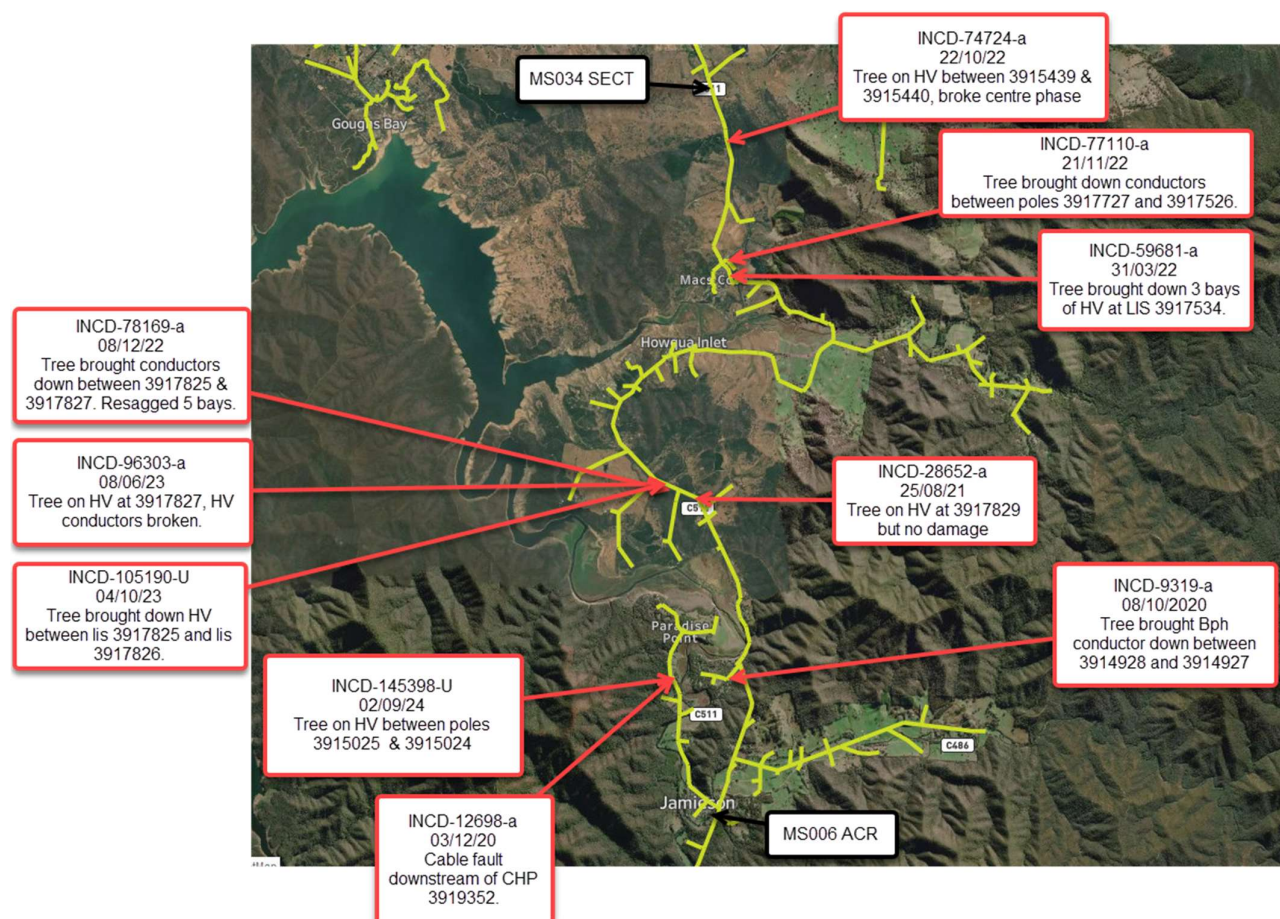 INCD-74724-a
22/10/22
Tree on HV between 3915439 &
3915440, broke centre phase
MS034 SECT
Goughs Bay
INCD-77110-a
21/11/22
Tree brought down conductors
between poles 3917727 and 3917526.
INCD-59681-a
31/03/22
Tree brought down 3 bays
of HV at LIS 3917534.
Macs Co
Howqua Inlet
INCD-78169-a
08/12/22
Tree brought conductors
down between 3917825 &
3917827. Resagged 5 bays.
INCD-96303-a
08/06/23
Tree on HV at 3917827, HV
conductors broken.
INCD-28652-a
25/08/21
Tree on HV at 3917829
but no damage
INCD-105190-U
04/10/23
Tree brought down HV
between lis 3917825 and lis
3917826.
INCD-9319-a
08/10/2020
Tree brought Bph
conductor down between
3914928 and 3914927
Paradise
Point
INCD-145398-U
02/09/24
Tree on HV between poles
3915025 & 3915024
C511
C486
Jamieson
MS006 ACR
INCD-12698-a
03/12/20
Cable fault
downstream of CHP
3919352.